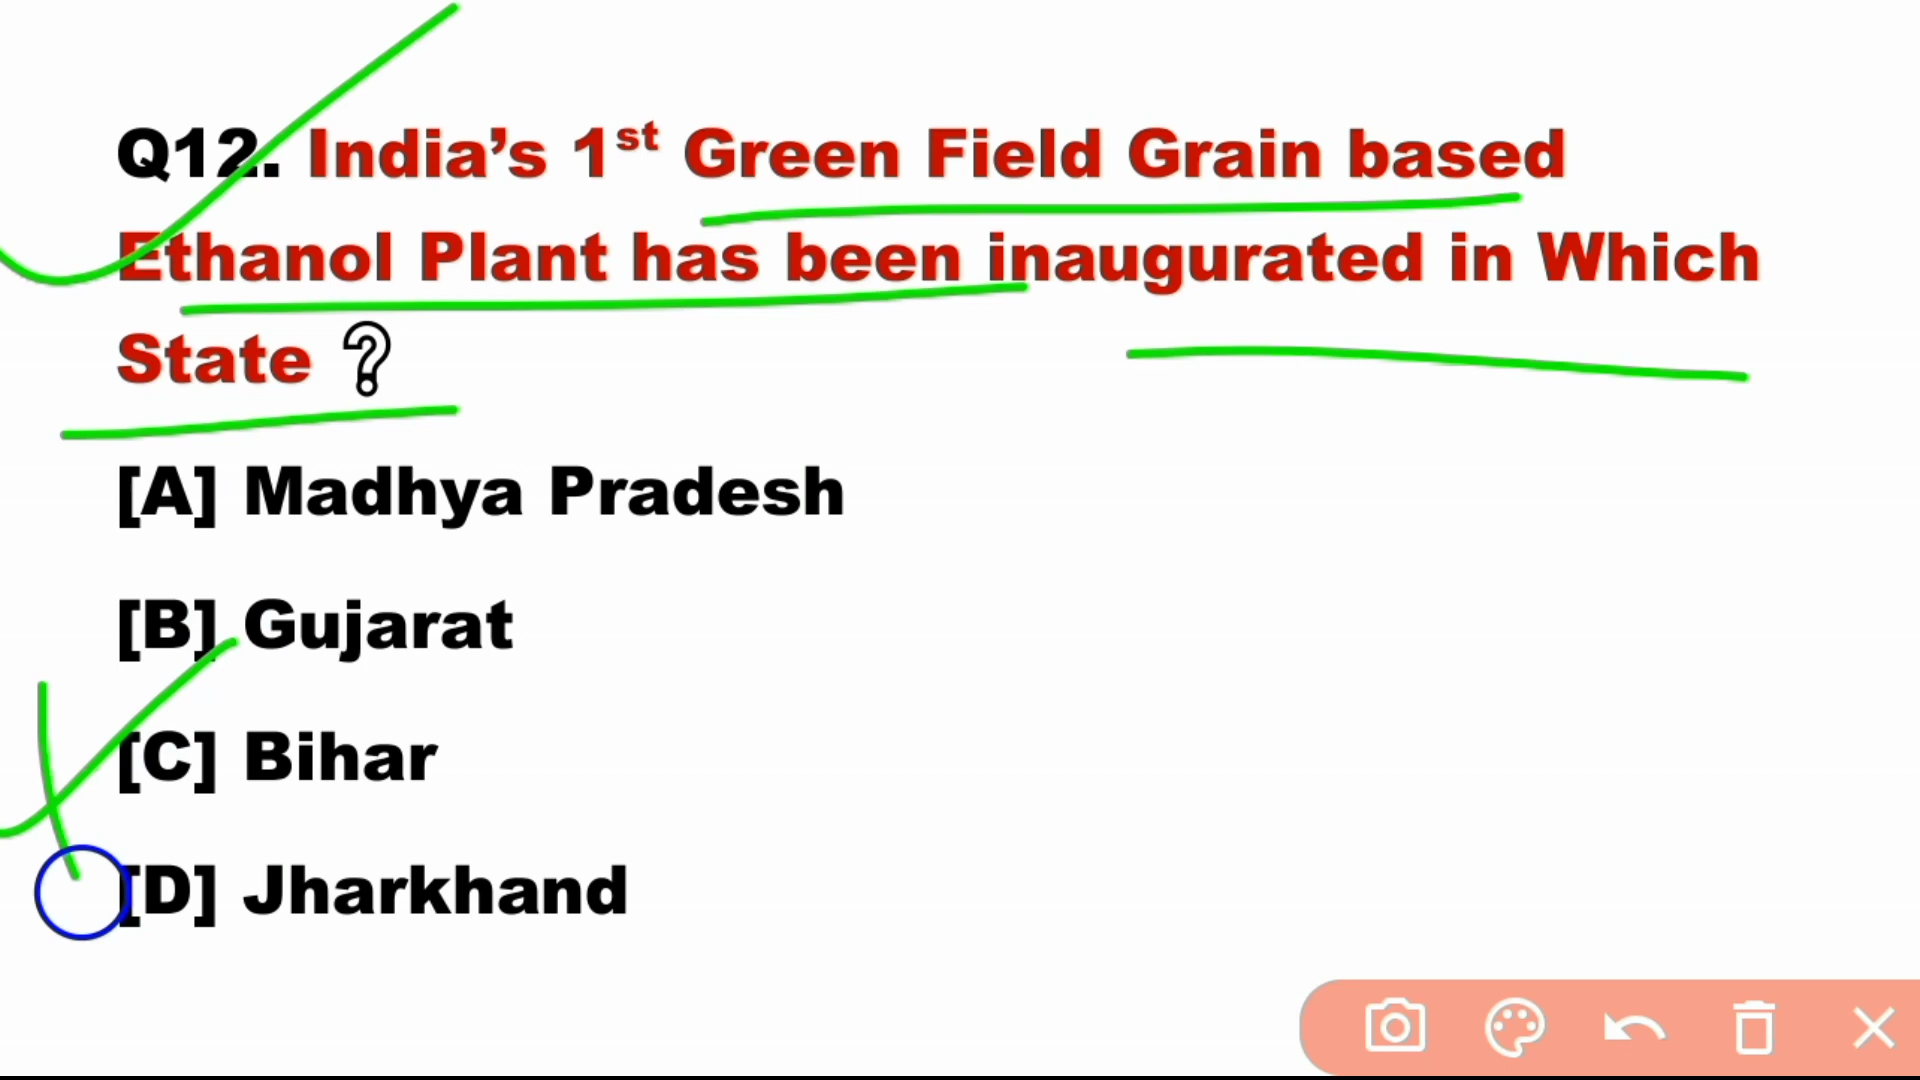 Q12. India’s 1st Green Field Grain based
Ethanol Plant has been inaugurated in Which
State ?
[A] Madhya Pradesh
[B] Gujarat
[C] Bihar
[D] Jharkhand